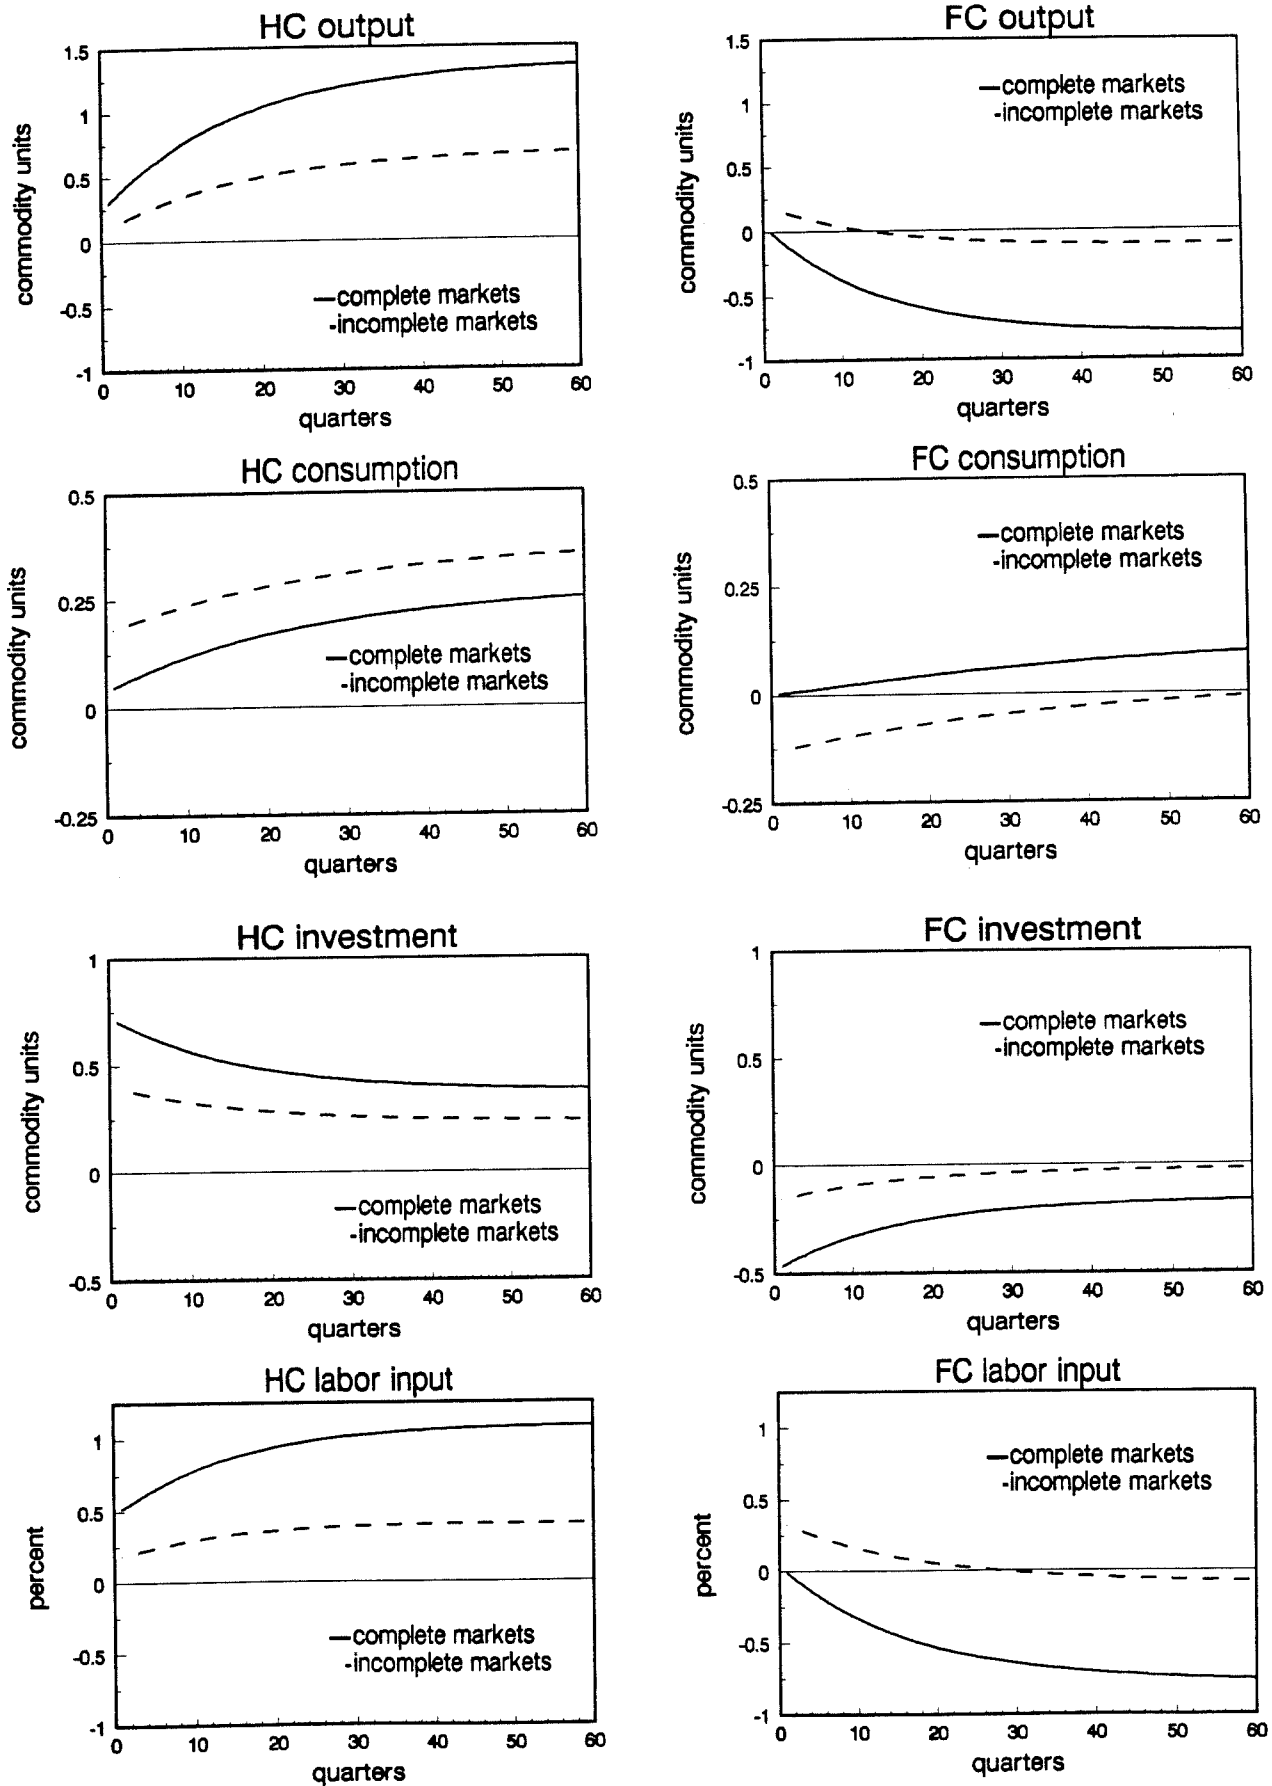 HC output
1.5
1
0.5
0
-0.5
-1
commodity units
complete markets
-incomplete markets
0 10 20 30 40 50 60
quarters
FC output
1.5
1
0.5
0
-0.5
-1
commodity units
complete markets
-incomplete markets
0 10 20 30 40 50 60
quarters
HC consumption
0.5
0.25
0
-0.25
commodity units
complete markets
-incomplete markets
0 10 20 30 40 50 60
quarters
FC consumption
0.5
0.25
0
-0.25
commodity units
complete markets
-incomplete markets
0 10 20 30 40 50 60
quarters
HC investment
1
0.5
0
-0.5
commodity units
complete markets
-incomplete markets
0 10 20 30 40 50 60
quarters
FC investment
1
0.5
0
-0.5
commodity units
complete markets
-incomplete markets
0 10 20 30 40 50 60
quarters
HC labor input
1
0.5
0
-0.5
-1
percent
complete markets
-incomplete markets
0 10 20 30 40 50 60
quarters
FC labor input
1
0.5
0
-0.5
-1
percent
complete markets
-incomplete markets
0 10 20 30 40 50 60
quarters